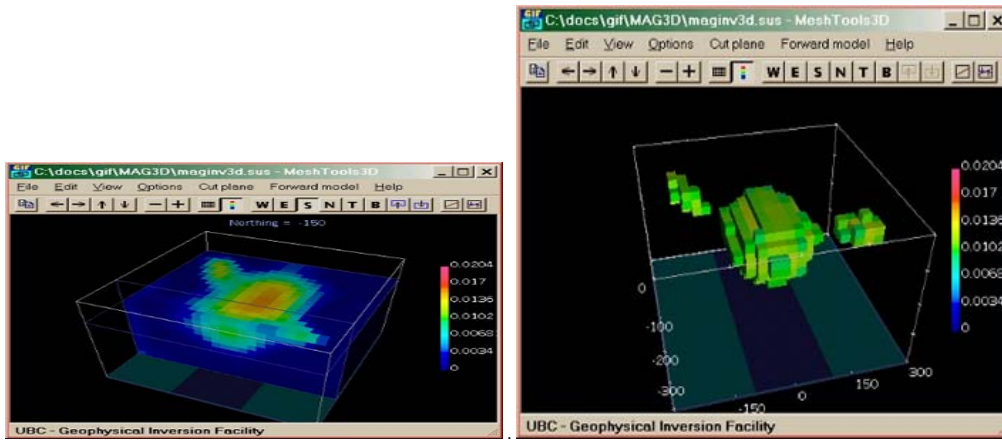 C:\docs\gif\MAG3D\maginv3d.sus - MeshTools3D
File Edit View Options Cut plane Forward model Help
W E S N T B
Northing = -150
0.0204
0.017
0.0136
0.0102
0.0068
0.0034
0
UBC - Geophysical Inversion Facility
.
C:\docs\gif\MAG3D\maginv3d.sus - MeshTools3D
File Edit View Options Cut plane Forward model Help
W E S N T B
0.0204
0.017
0.0136
0.0102
0.0068
0.0034
0
0
-100
-200
-300
-150
0
150
300
UBC - Geophysical Inversion Facility